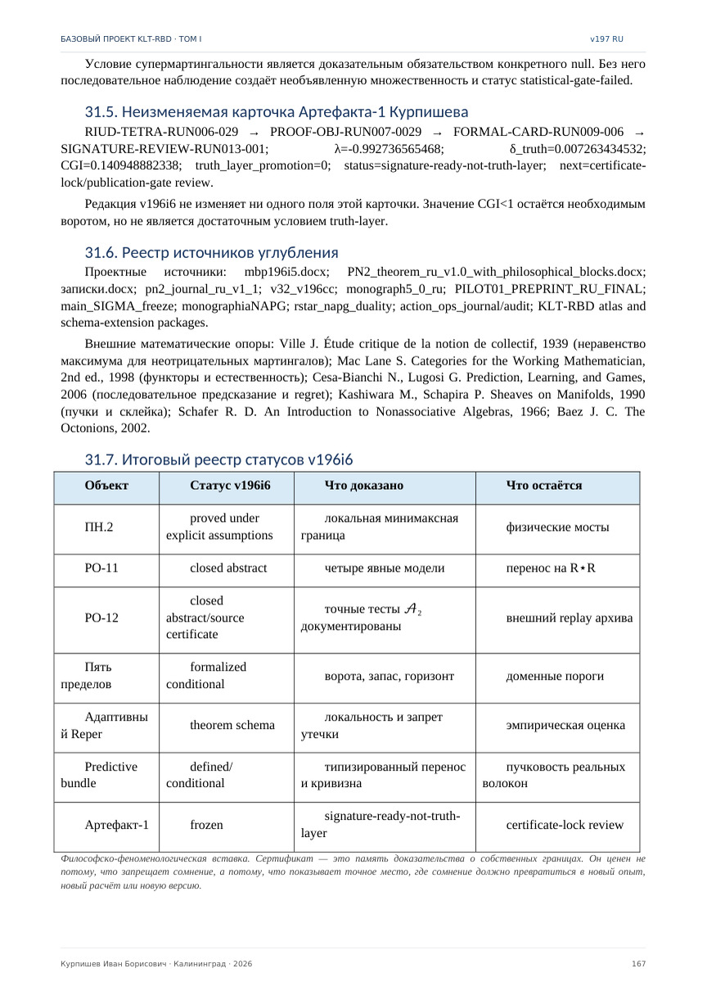 БАЗОВЫЙ ПРОЕКТ KLT-RBD · ТОМ I
v197 RU
Условие супермартингальности является доказательным обязательством конкретного null. Без него
последовательное наблюдение создаёт необъявленную множественность и статус statistical-gate-failed.
31.5. Неизменяемая карточка Артефакта-1 Курпишева
RIUD-TETRA-RUN006-029 → PROOF-OBJ-RUN007-0029 → FORMAL-CARD-RUN009-006 →
SIGNATURE-REVIEW-RUN013-001; λ=-0.992736565468; δ_truth=0.007263434532;
CGI=0.140948882338; truth_layer_promotion=0; status=signature-ready-not-truth-layer; next=certificate-
lock/publication-gate review.
Редакция v196i6 не изменяет ни одного поля этой карточки. Значение CGI<1 остаётся необходимым
воротом, но не является достаточным условием truth-layer.
31.6. Реестр источников углубления
Проектные источники: mbp196i5.docx; PN2_theorem_ru_v1.0_with_philosophical_blocks.docx;
записки.docx; pn2_journal_ru_v1_1; v32_v196cc; monograph5_0_ru; PILOT01_PREPRINT_RU_FINAL;
main_SIGMA_freeze; monographiaNAPG; rstar_napg_duality; action_ops_journal/audit; KLT-RBD atlas and
schema-extension packages.
Внешние математические опоры: Ville J. Étude critique de la notion de collectif, 1939 (неравенство
максимума для неотрицательных мартингалов); Mac Lane S. Categories for the Working Mathematician,
2nd ed., 1998 (функторы и естественность); Cesa-Bianchi N., Lugosi G. Prediction, Learning, and Games,
2006 (последовательное предсказание и regret); Kashiwara M., Schapira P. Sheaves on Manifolds, 1990
(пучки и склейка); Schafer R. D. An Introduction to Nonassociative Algebras, 1966; Baez J. C. The
Octonions, 2002.
31.7. Итоговый реестр статусов v196i6
Объект
Статус v196i6
Что доказано
Что остаётся
ПН.2
proved under
explicit assumptions
локальная минимаксная
граница
физические мосты
РО-11
closed abstract
четыре явные модели
перенос на R⋆R
РО-12
closed
abstract/source
certificate
точные тесты 𝒜₂
документированы
внешний replay архива
Пять
пределов
formalized
conditional
ворота, запас, горизонт
доменные пороги
Адаптивны
й Reper
theorem schema
локальность и запрет
утечки
эмпирическая оценка
Predictive
bundle
defined/
conditional
типизированный перенос
и кривизна
пучковость реальных
волокон
Артефакт-1
frozen
signature-ready-not-truth-
layer
certificate-lock review
Философско-феноменологическая вставка. Сертификат — это память доказательства о собственных границах. Он ценен не
потому, что запрещает сомнение, а потому, что показывает точное место, где сомнение должно превратиться в новый опыт,
новый расчёт или новую версию.
Курпишев Иван Борисович · Калининград · 2026
167